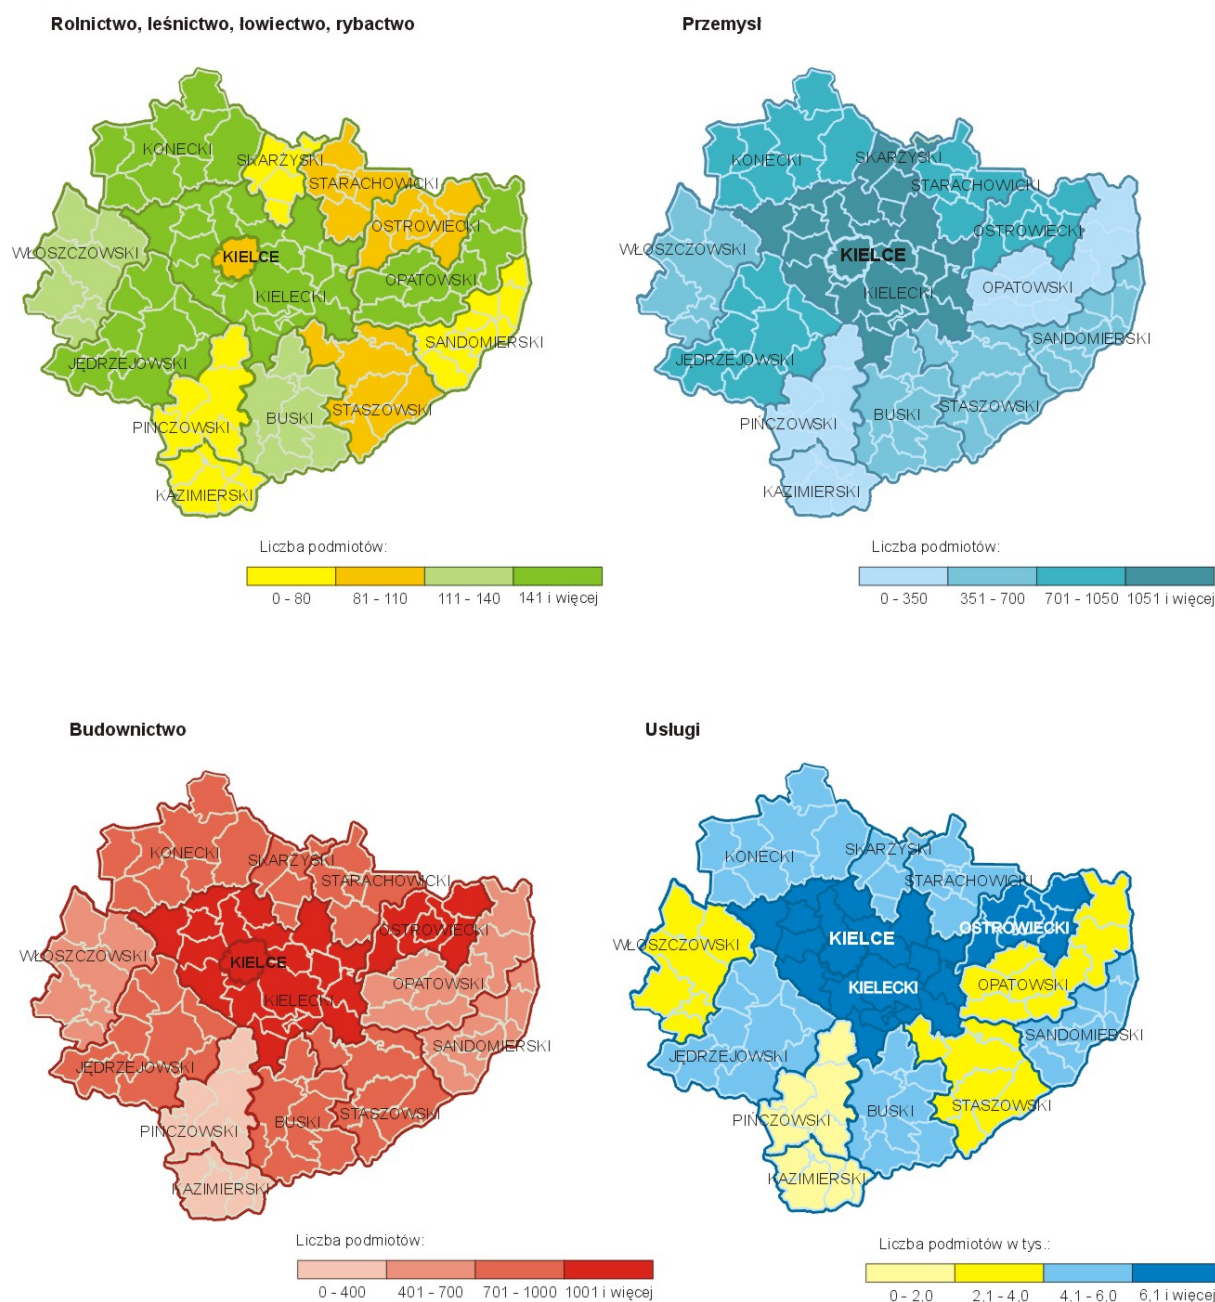 Rolnictwo, leśnictwo, łowiectwo, rybactwo
KONECKI
SKARŻYSKI
STARACHOWICKI
OSTROWIECKI
WŁOSZCZOWSKI
KIELCE
OPATOWSKI
KIELECKI
SANDOMIERSKI
JĘDRZEJOWSKI
STASZOWSKI
BUSKI
PIŃCZOWSKI
KAZIMIERSKI
Liczba podmiotów:
0 - 80 81 - 110 111 - 140 141 i więcej
Przemysł
KONECKI
SKARŻYSKI
STARACHOWICKI
OSTROWIECKI
WŁOSZCZOWSKI
KIELCE
OPATOWSKI
KIELECKI
SANDOMIERSKI
JĘDRZEJOWSKI
STASZOWSKI
BUSKI
PIŃCZOWSKI
KAZIMIERSKI
Liczba podmiotów:
0 - 350 351 - 700 701 - 1050 1051 i więcej
Budownictwo
KONECKI
SKARŻYSKI
STARACHOWICKI
OSTROWIECKI
WŁOSZCZOWSKI
KIELCE
OPATOWSKI
KIELECKI
SANDOMIERSKI
JĘDRZEJOWSKI
STASZOWSKI
BUSKI
PIŃCZOWSKI
KAZIMIERSKI
Liczba podmiotów:
0 - 400 401 - 700 701 - 1000 1001 i więcej
Usługi
KONECKI
SKARŻYSKI
STARACHOWICKI
OSTROWIECKI
WŁOSZCZOWSKI
KIELCE
OPATOWSKI
KIELECKI
SANDOMIERSKI
JĘDRZEJOWSKI
STASZOWSKI
BUSKI
PIŃCZOWSKI
KAZIMIERSKI
Liczba podmiotów w tys.:
0 - 2,0 2,1 - 4,0 4,1 - 6,0 6,1 i więcej